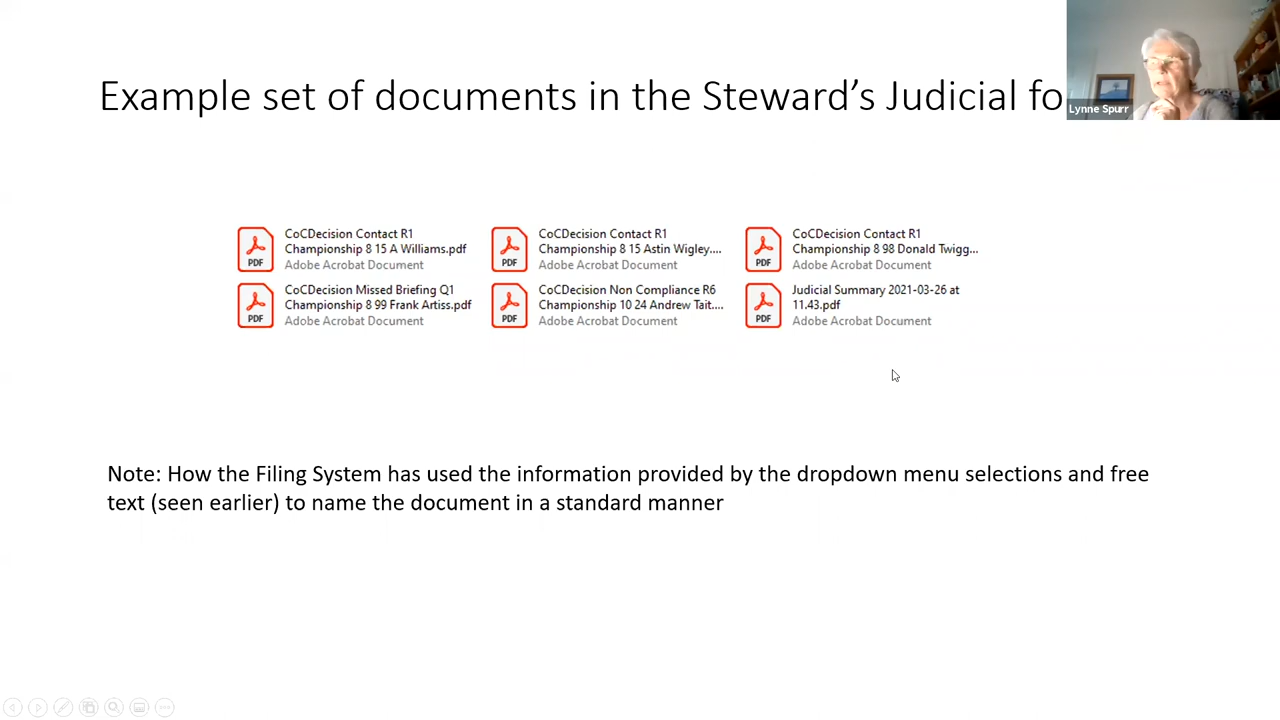 Example set of documents in the Steward's Judicial fo
Lynne Spurr
CoCDecision Contact R1
Championship 8 15 A Williams.pdf
Adobe Acrobat Document
CoCDecision Contact R1
Championship 8 15 Astin Wigley....
Adobe Acrobat Document
CoCDecision Contact R1
Championship 8 98 Donald Twigg...
Adobe Acrobat Document
CoCDecision Missed Briefing Q1
Championship 8 99 Frank Artiss.pdf
Adobe Acrobat Document
CoCDecision Non Compliance R6
Championship 10 24 Andrew Tait....
Adobe Acrobat Document
Judicial Summary 2021-03-26 at
11.43.pdf
Adobe Acrobat Document
PDF
PDF
PDF
PDF
PDF
PDF
Note: How the Filing System has used the information provided by the dropdown menu selections and free
text (seen earlier) to name the document in a standard manner